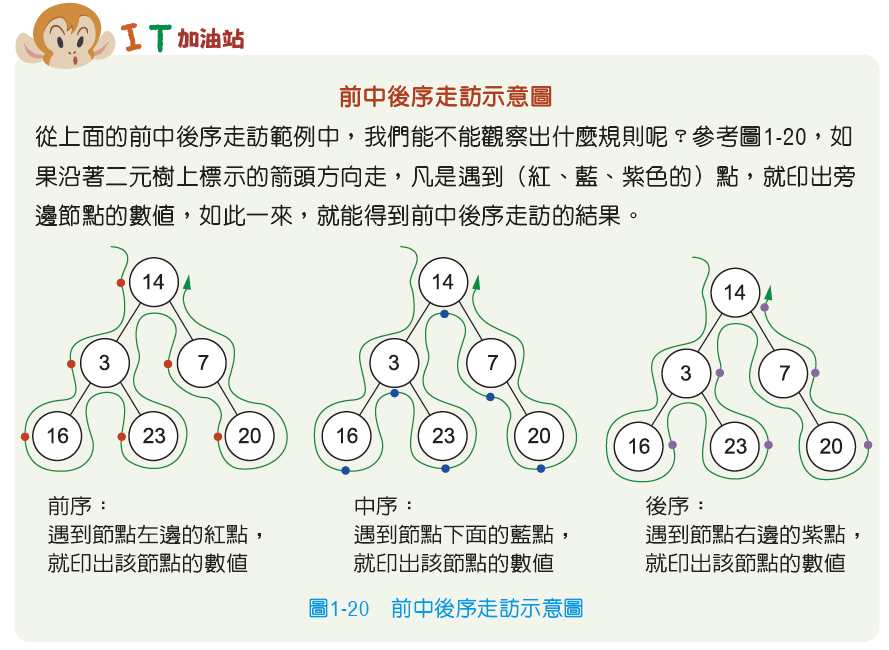 IT加油站
前中後序走訪示意圖
從上面的前中後序走訪範例中，我們能不能觀察出什麼規則呢？參考圖1-20，如
果沿著二元樹上標示的箭頭方向走，凡是遇到（紅、藍、紫色的）點，就印出旁
邊節點的數值，如此一來，就能得到前中後序走訪的結果。
14
3
7
16
23
20
前序：
遇到節點左邊的紅點，
就印出該節點的數值
14
3
7
16
23
20
中序：
遇到節點下面的藍點，
就印出該節點的數值
14
3
7
16
23
20
後序：
遇到節點右邊的紫點，
就印出該節點的數值
圖1-20　前中後序走訪示意圖